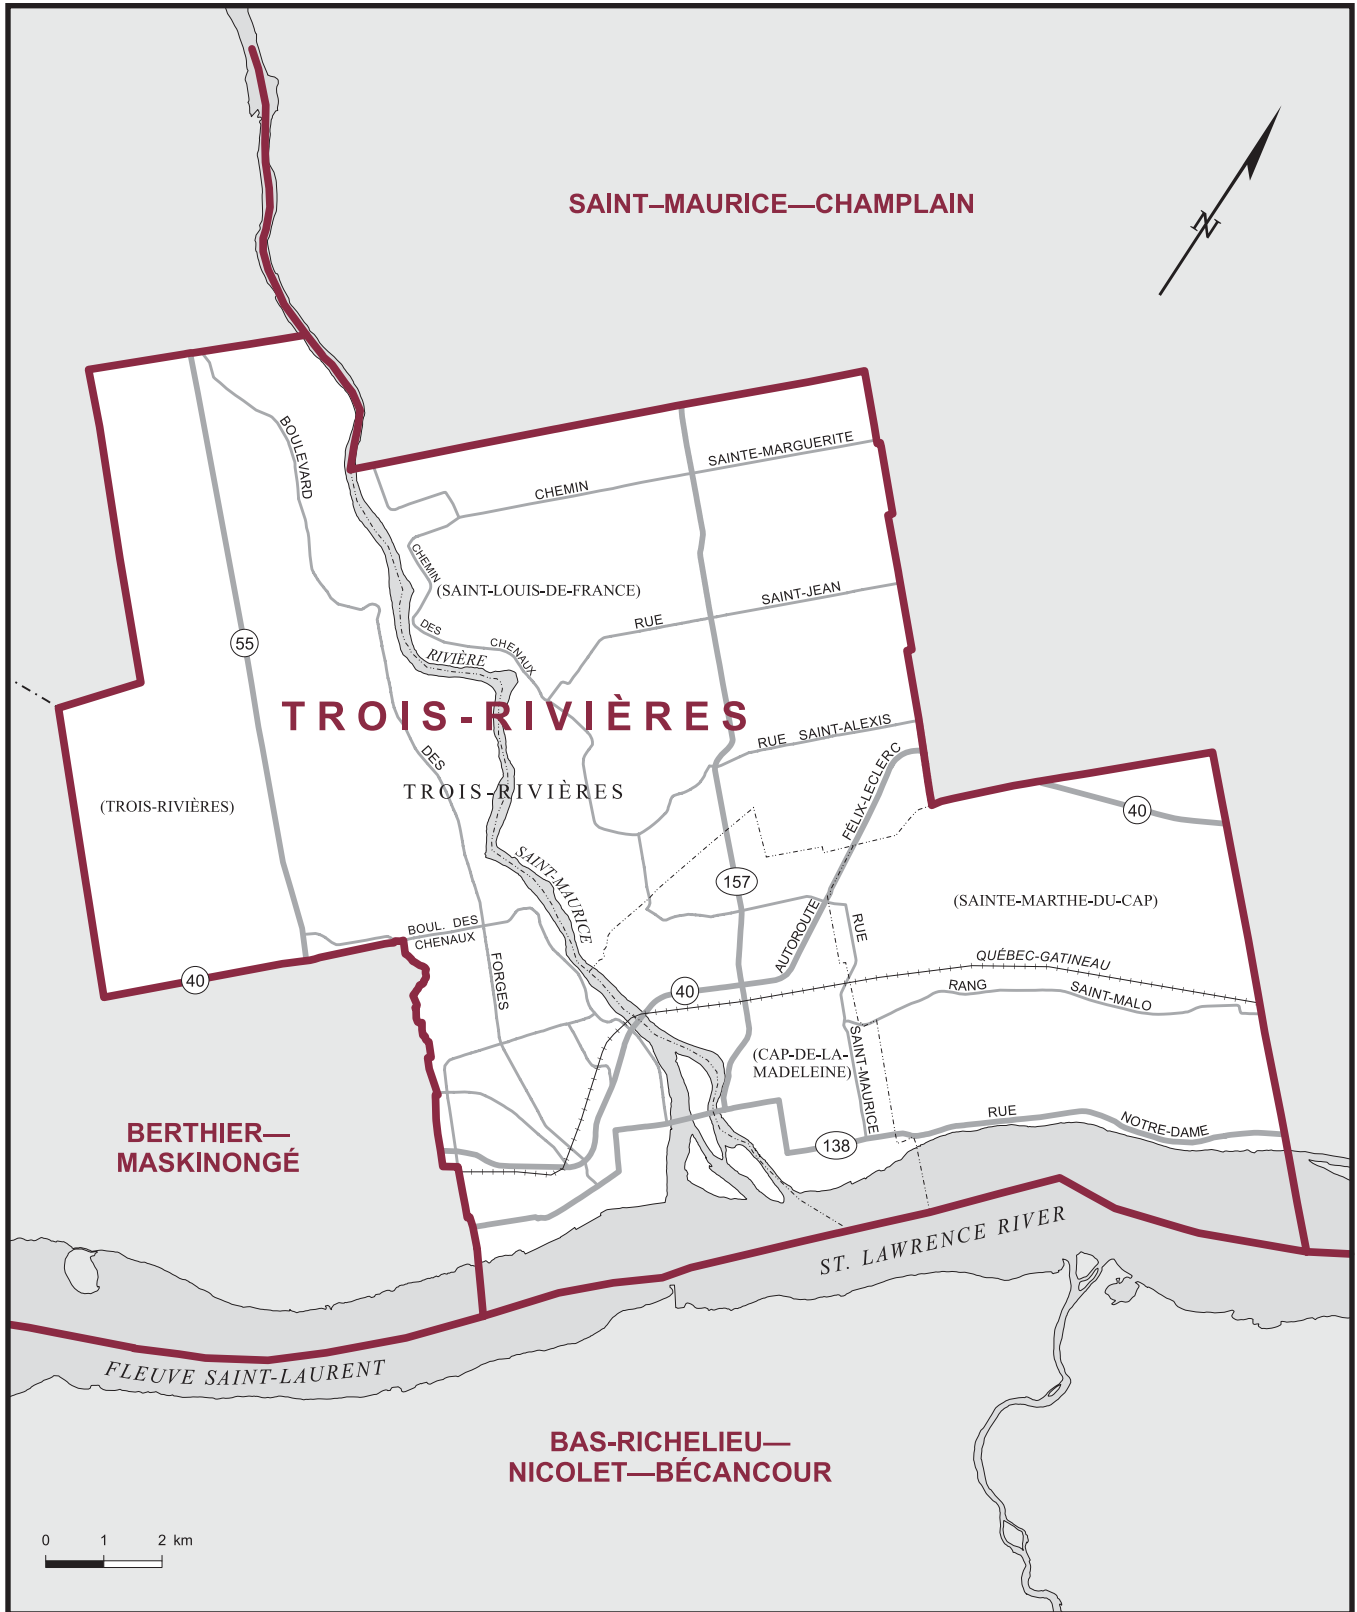 SAINT–MAURICE—CHAMPLAIN
N
BOULEVARD
CHEMIN
SAINTE-MARGUERITE
CHEMIN
(SAINT-LOUIS-DE-FRANCE)
RUE
SAINT-JEAN
DES
CHENAUX
RIVIÈRE
55
TROIS-RIVIÈRES
RUE SAINT-ALEXIS
DES
TROIS-RIVIÈRES
(TROIS-RIVIÈRES)
FÉLIX-LECLERC
40
SAINT-MAURICE
157
(SAINTE-MARTHE-DU-CAP)
AUTOROUTE
RUE
BOUL. DES
CHENAUX
FORGES
QUÉBEC-GATINEAU
40
40
RANG
SAINT-MALO
(CAP-DE-LA-
MADELEINE)
SAINT-MAURICE
RUE
NOTRE-DAME
138
BERTHIER—
MASKINONGÉ
ST. LAWRENCE RIVER
FLEUVE SAINT-LAURENT
BAS-RICHELIEU—
NICOLET—BÉCANCOUR
0 1 2 km